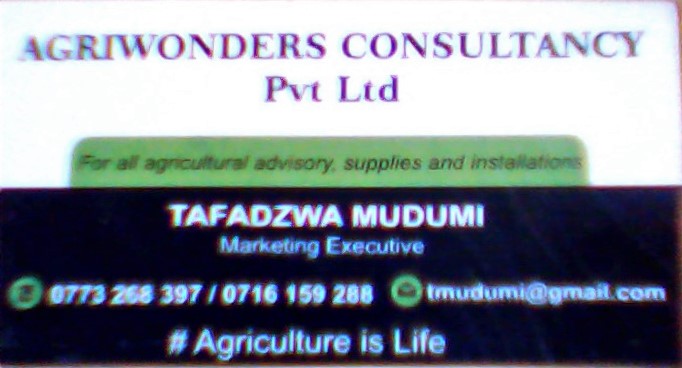 AGRIWONDERS CONSULTANCY
Pvt Ltd
For all agricultural advisory, supplies and installations
TAFADZWA MUDUMI
Marketing Executive
0773 268 397 / 0716 159 288 tmudumi@gmail.com
# Agriculture is Life